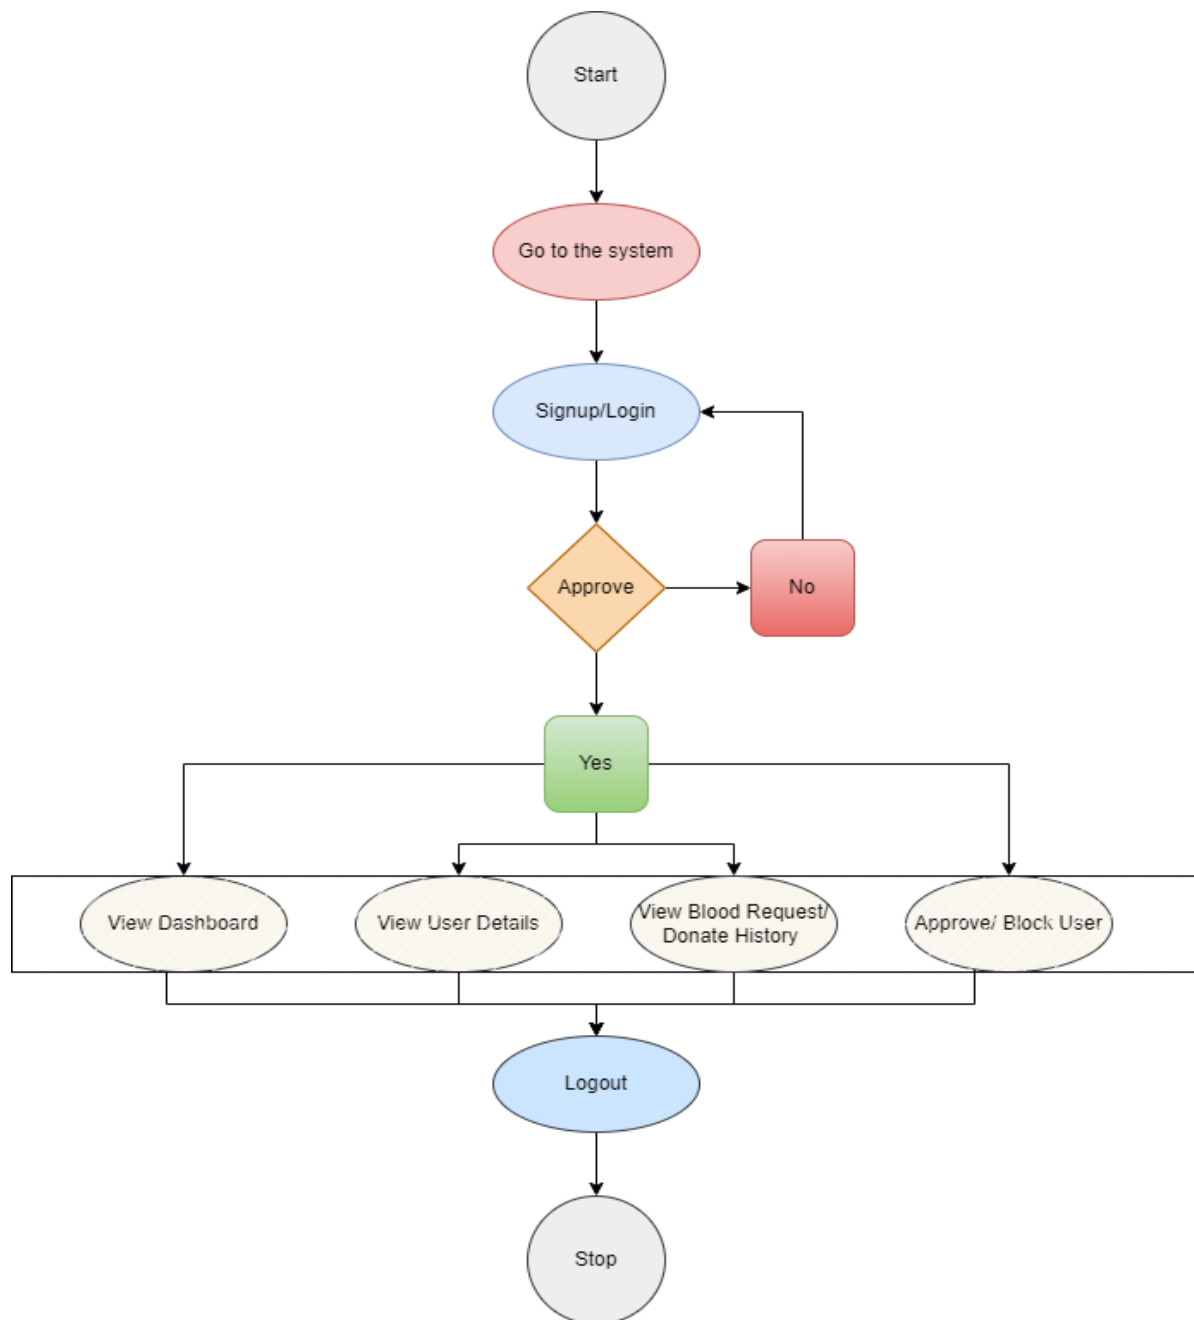 Start
Go to the system
Signup/Login
Approve
No
Yes
View Dashboard
View User Details
View Blood Request/
Donate History
Approve/ Block User
Logout
Stop